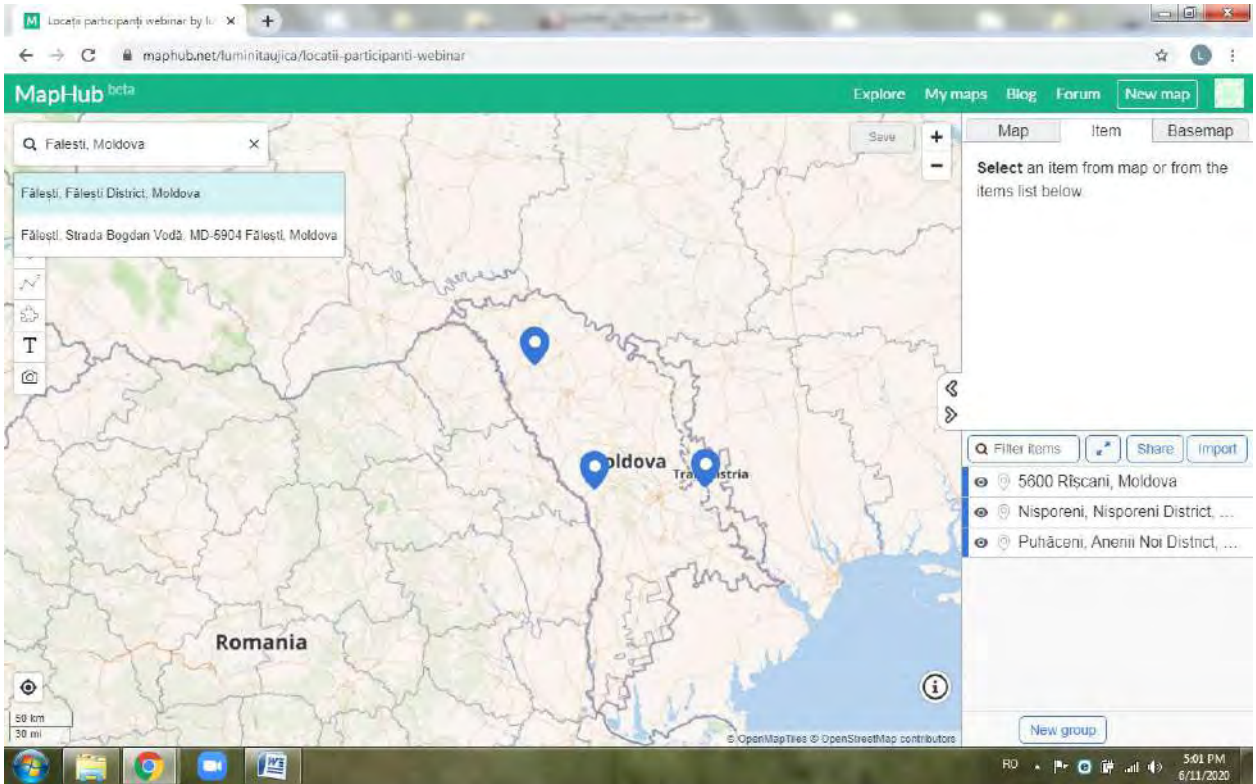 Locații participanți webinar by lu
maphub.net/luminitaujica/locatii-participanti-webinar
L
MapHub beta
Explore My maps Blog Forum New map
Falesti, Moldova
Save
Map Item Basemap
Fălești, Fălești District, Moldova
Fălești, Strada Bogdan Vodă, MD-5904 Fălești, Moldova
Select an item from map or from the
items list below.
T
oldova
Tra istria
Romania
Filter items Share Import
5600 Rîșcani, Moldova
Nisporeni, Nisporeni District, ...
Puhăceni, Anenii Noi District, ...
50 km
30 mi
© OpenMapTiles © OpenStreetMap contributors
New group
RO
5:01 PM
6/11/2020